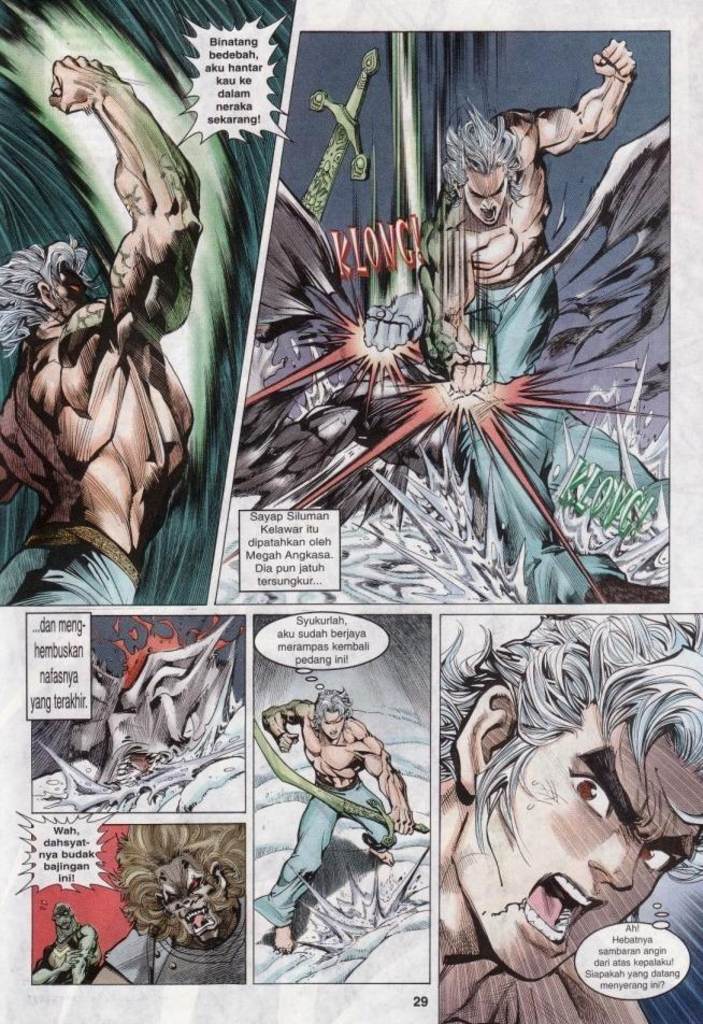 Binatang
bedebah,
aku hantar
kau ke
dalam
neraka
sekarang!
KLONG!
KLONG!
Sayap Siluman
Kelawar itu
dipatahkan oleh
Megah Angkasa.
Dia pun jatuh
tersungkur...
...dan meng-
hembuskan
nafasnya
yang terakhir.
Syukurlah,
aku sudah berjaya
merampas kembali
pedang ini!
Wah,
dahsyat-
nya budak
bajingan
ini!
Ah!
Hebatnya
sambaran angin
dari atas kepalaku!
Siapakah yang datang
menyerang ini?
29